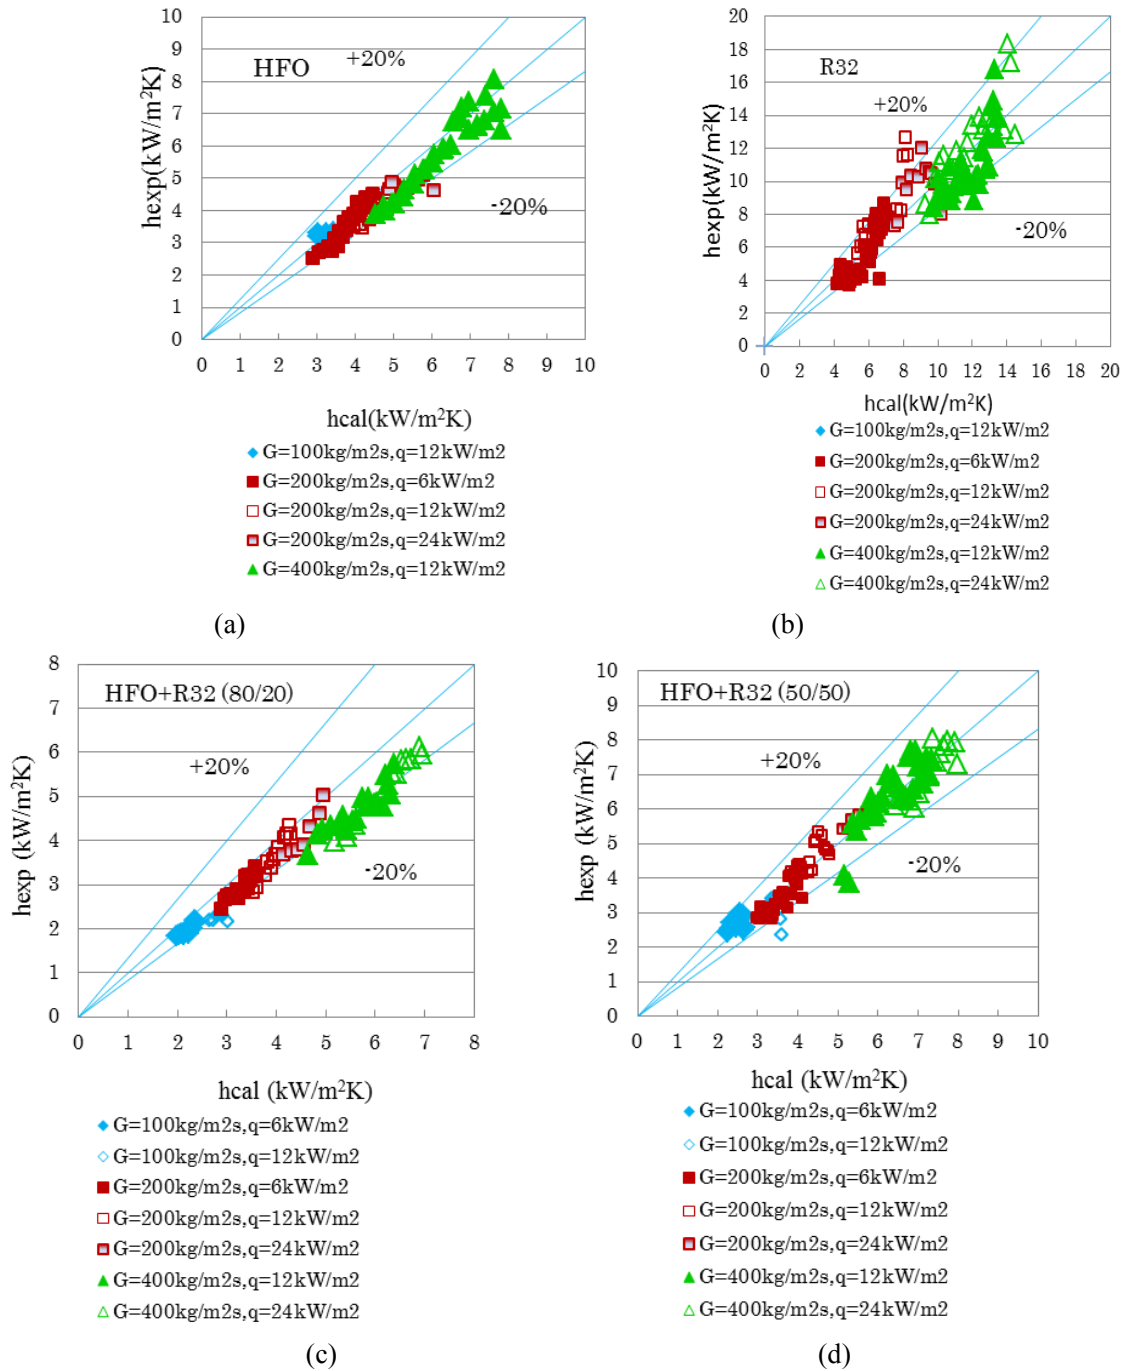 10
9
8
7
6
5
4
3
2
1
0
HFO
+20%
-20%
hexp(kW/m²K)
0 1 2 3 4 5 6 7 8 9 10
hcal(kW/m²K)
G=100kg/m2s,q=12kW/m2
G=200kg/m2s,q=6kW/m2
G=200kg/m2s,q=12kW/m2
G=200kg/m2s,q=24kW/m2
G=400kg/m2s,q=12kW/m2
(a)
20
18
16
14
12
10
8
6
4
2
0
R32
+20%
-20%
hexp(kW/m²K)
0 2 4 6 8 10 12 14 16 18 20
hcal(kW/m²K)
G=100kg/m2s,q=12kW/m2
G=200kg/m2s,q=6kW/m2
G=200kg/m2s,q=12kW/m2
G=200kg/m2s,q=24kW/m2
G=400kg/m2s,q=12kW/m2
G=400kg/m2s,q=24kW/m2
(b)
8
7
6
5
4
3
2
1
0
HFO+R32 (80/20)
+20%
-20%
hexp (kW/m²K)
0 1 2 3 4 5 6 7 8
hcal (kW/m²K)
G=100kg/m2s,q=6kW/m2
G=100kg/m2s,q=12kW/m2
G=200kg/m2s,q=6kW/m2
G=200kg/m2s,q=12kW/m2
G=200kg/m2s,q=24kW/m2
G=400kg/m2s,q=12kW/m2
G=400kg/m2s,q=24kW/m2
(c)
10
9
8
7
6
5
4
3
2
1
0
HFO+R32 (50/50)
+20%
-20%
hexp (kW/m²K)
0 1 2 3 4 5 6 7 8 9 10
hcal (kW/m²K)
G=100kg/m2s,q=6kW/m2
G=100kg/m2s,q=12kW/m2
G=200kg/m2s,q=6kW/m2
G=200kg/m2s,q=12kW/m2
G=200kg/m2s,q=24kW/m2
G=400kg/m2s,q=12kW/m2
G=400kg/m2s,q=24kW/m2
(d)